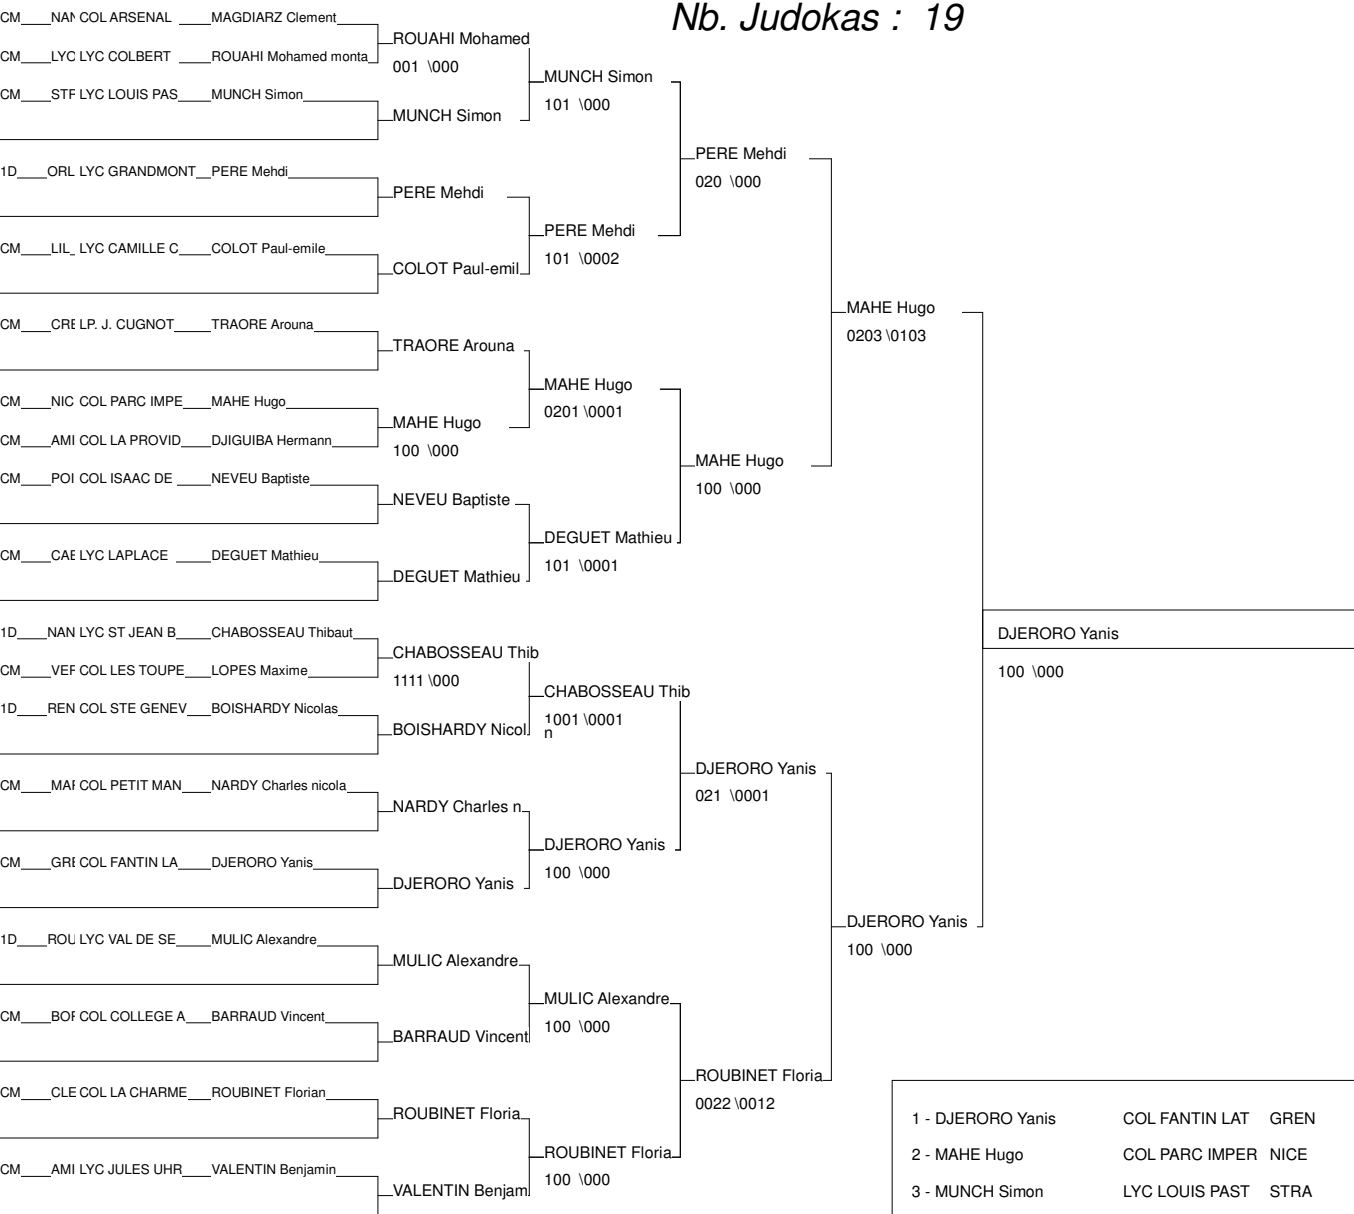 Nb. Judokas : 19
CM NAN COL ARSENAL MAGDIARZ Clement
ROUAHI Mohamed
CM LYC LYC COLBERT ROUAHI Mohamed monta
001 \000
MUNCH Simon
CM STR LYC LOUIS PAS MUNCH Simon
101 \000
MUNCH Simon
PERE Mehdi
1D ORL LYC GRANDMONT PERE Mehdi
020 \000
PERE Mehdi
PERE Mehdi
CM LIL LYC CAMILLE C COLOT Paul-emile
101 \0002
COLOT Paul-emil
MAHE Hugo
CM CRE LP. J. CUGNOT TRAORE Arouna
0203 \0103
TRAORE Arouna
MAHE Hugo
CM NIC COL PARC IMPE MAHE Hugo
0201 \0001
MAHE Hugo
CM AMI COL LA PROVID DJIGUIBA Hermann
100 \000
MAHE Hugo
CM POI COL ISAAC DE NEVEU Baptiste
100 \000
NEVEU Baptiste
DEGUET Mathieu
CM CAE LYC LAPLACE DEGUET Mathieu
101 \0001
DEGUET Mathieu
1D NAN LYC ST JEAN B CHABOSSEAU Thibaut
DJERORO Yanis
CHABOSSEAU Thib
CM VER COL LES TOUPE LOPES Maxime
100 \000
1111 \000
CHABOSSEAU Thib
1D REN COL STE GENEV BOISHARDY Nicolas
1001 \0001
BOISHARDY Nicol
n
DJERORO Yanis
CM MAR COL PETIT MAN NARDY Charles nicola
021 \0001
NARDY Charles n
DJERORO Yanis
CM GRE COL FANTIN LA DJERORO Yanis
100 \000
DJERORO Yanis
DJERORO Yanis
1D ROU LYC VAL DE SE MULIC Alexandre
100 \000
MULIC Alexandre
MULIC Alexandre
CM BOR COL COLLEGE A BARRAUD Vincent
100 \000
BARRAUD Vincent
ROUBINET Floria
CM CLE COL LA CHARME ROUBINET Florian
0022 \0012
ROUBINET Floria
1 - DJERORO Yanis COL FANTIN LAT GREN
ROUBINET Floria
2 - MAHE Hugo COL PARC IMPER NICE
CM AMI LYC JULES UHR VALENTIN Benjamin
100 \000
VALENTIN Benjam
3 - MUNCH Simon LYC LOUIS PAST STRA